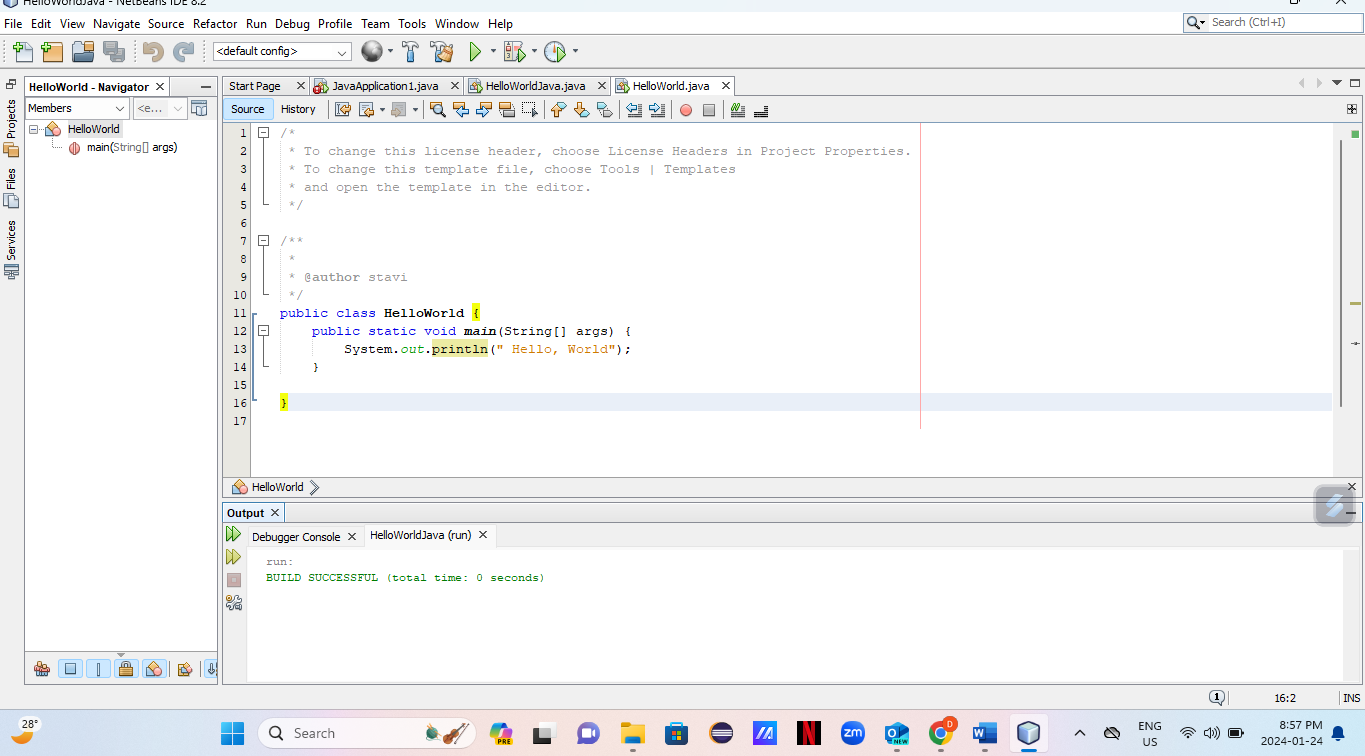 HelloWorldJava - NetBeans IDE 8.2
File Edit View Navigate Source Refactor Run Debug Profile Team Tools Window Help
Search (Ctrl+I)
<default config>
HelloWorld - Navigator
Members
<e...
HelloWorld
main(String[] args)
Projects
Files
Services
Start Page
JavaApplication1.java
HelloWorldJava.java
HelloWorld.java
Source
History
1 /*
2 * To change this license header, choose License Headers in Project Properties.
3 * To change this template file, choose Tools | Templates
4 * and open the template in the editor.
5 */
6
7 /**
8 *
9 * @author stavi
10 */
11 public class HelloWorld {
12 public static void main(String[] args) {
13 System.out.println(" Hello, World");
14 }
15
16 }
17
HelloWorld
Output
Debugger Console
HelloWorldJava (run)
run:
BUILD SUCCESSFUL (total time: 0 seconds)
1
16:2
INS
28°
Search
PRE
N
zm
NEW
D
W
ENG
US
8:57 PM
2024-01-24